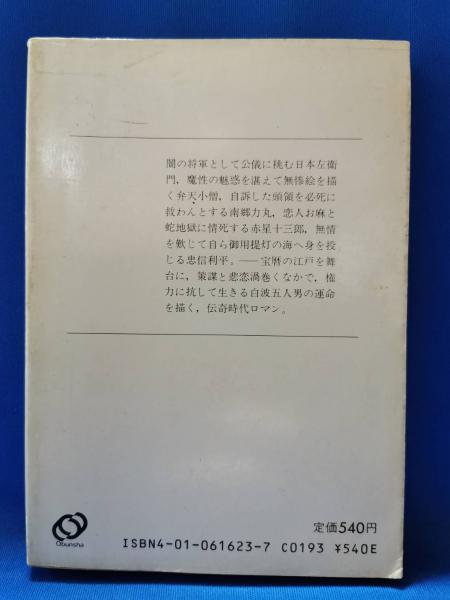 闇の将軍として公儀に挑む日本左衛
門，魔性の魅惑を湛えて無惨絵を描
く弁天小僧，自訴した頭領を必死に
救わんとする南郷力丸，恋人お麻と
蛇地獄に情死する赤星十三郎，無情
を歎じて自ら御用提灯の海へ身を投
じる忠信利平。――宝暦の江戸を舞
台に，策謀と悲恋渦巻くなかで，権
力に抗して生きる白波五人男の運命
を描く，伝奇時代ロマン。
定価540円
Obunsha
ISBN4-01-061623-7 C0193 ¥540E